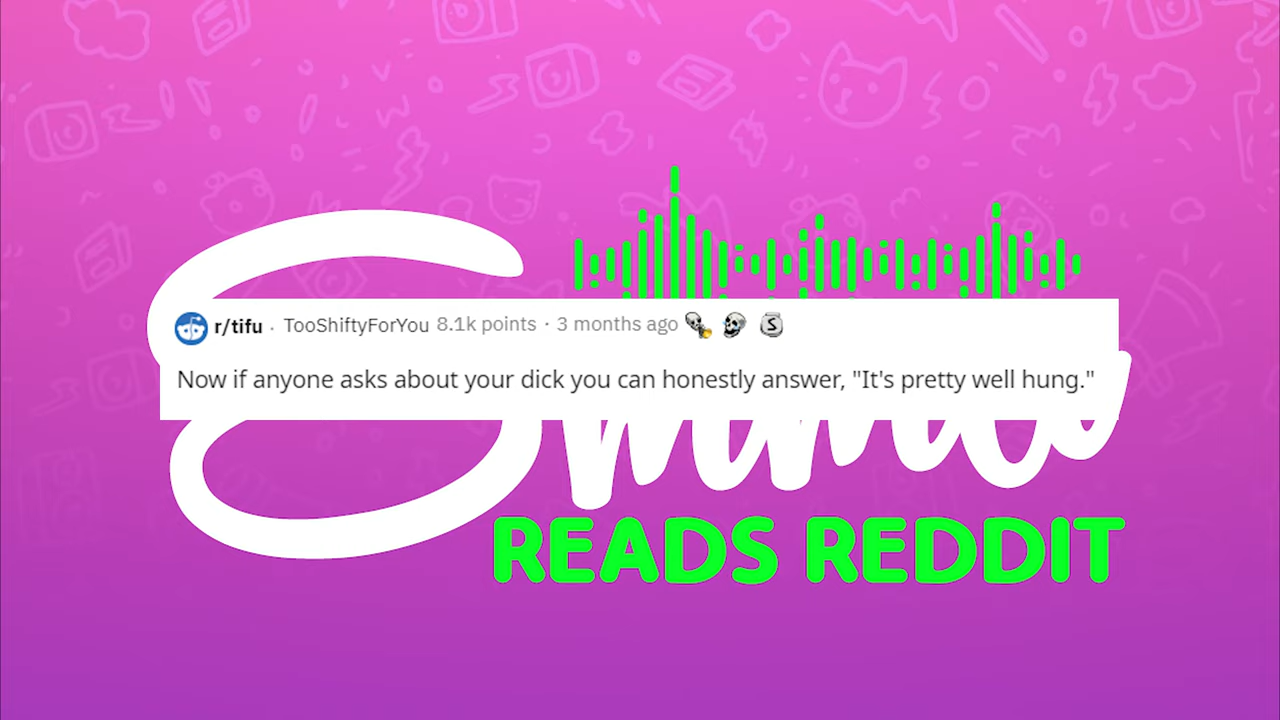 r/tifu · TooShiftyForYou 8.1k points · 3 months ago
Now if anyone asks about your dick you can honestly answer, "It's pretty well hung."
READS REDDIT